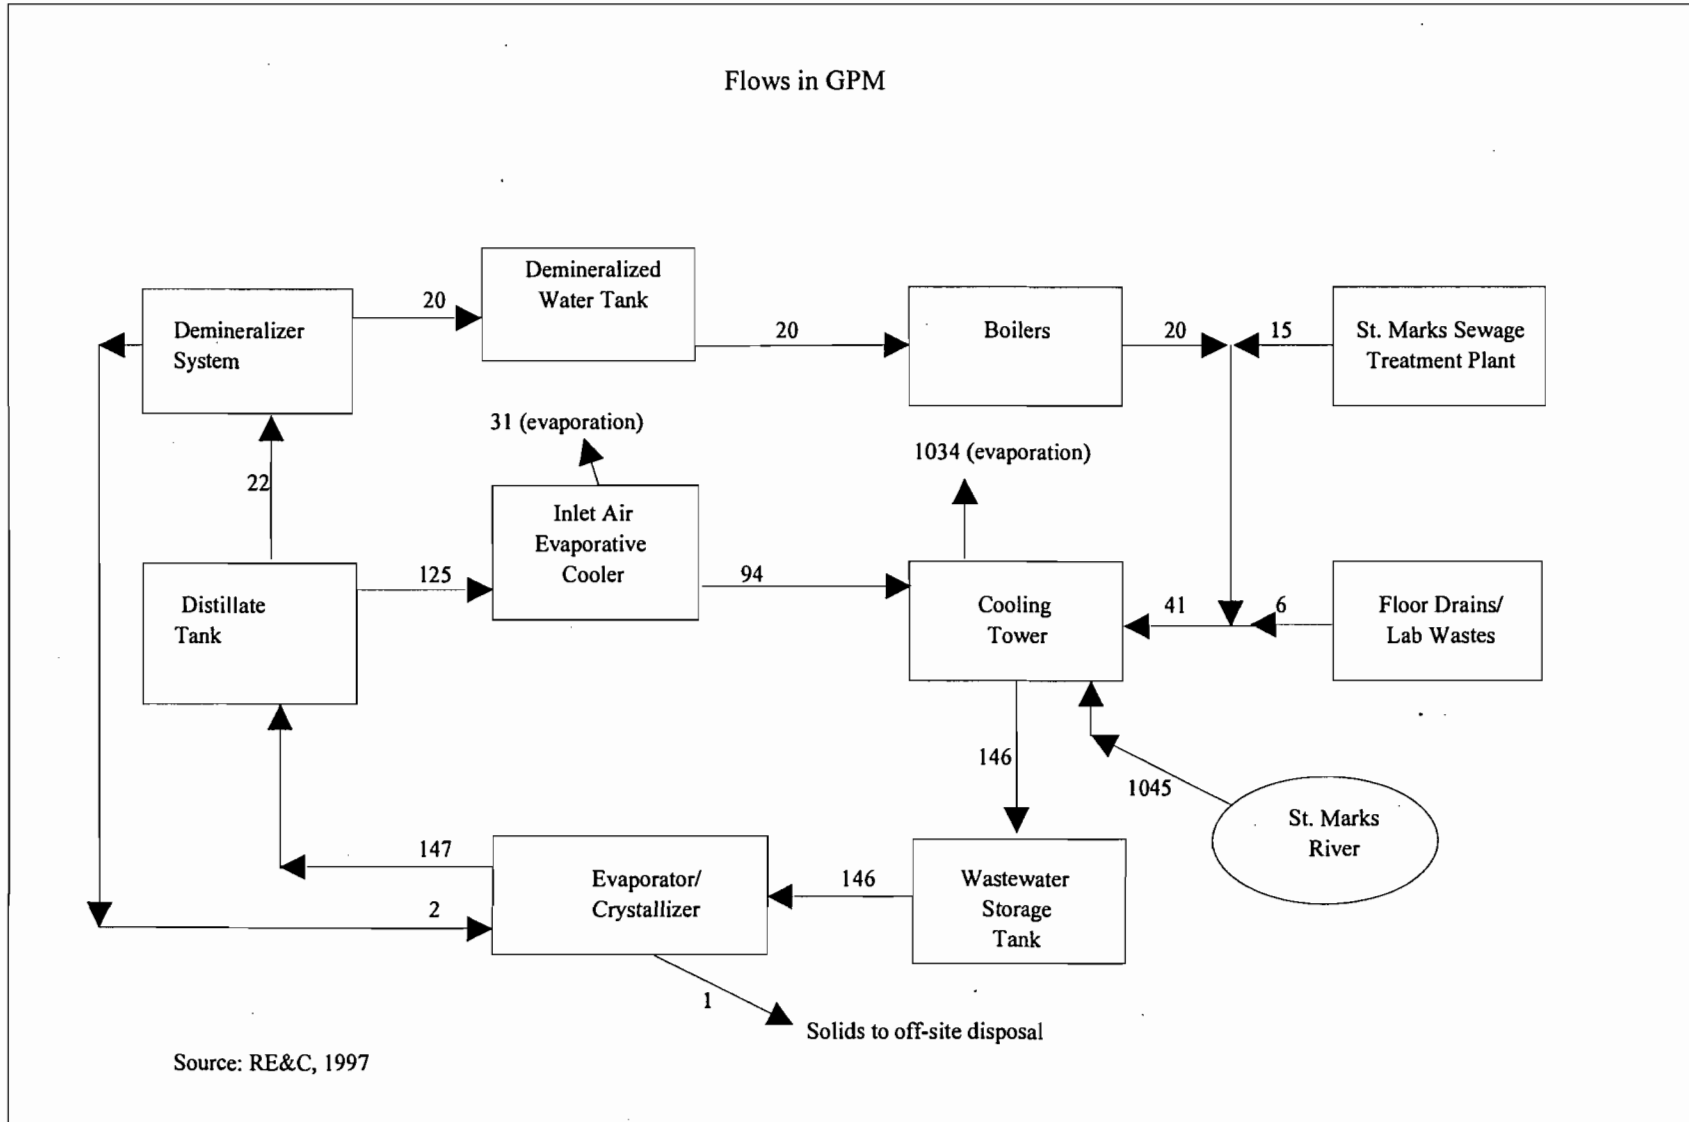 Flows in GPM
Demineralizer
System
20
Demineralized
Water Tank
20
Boilers
20
15
St. Marks Sewage
Treatment Plant
31 (evaporation)
1034 (evaporation)
22
Distillate
Tank
125
Inlet Air
Evaporative
Cooler
94
Cooling
Tower
41
6
Floor Drains/
Lab Wastes
146
1045
St. Marks
River
147
Evaporator/
Crystallizer
146
Wastewater
Storage
Tank
2
1
Solids to off-site disposal
Source: RE&C, 1997